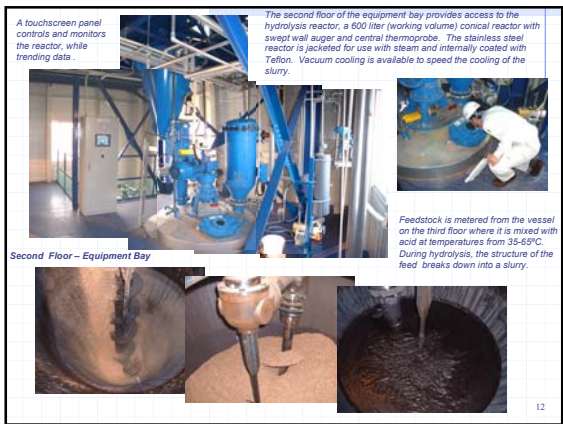 A touchscreen panel
controls and monitors
the reactor, while
trending data .
The second floor of the equipment bay provides access to the
hydrolysis reactor, a 600 liter (working volume) conical reactor with
swept wall auger and central thermoprobe. The stainless steel
reactor is jacketed for use with steam and internally coated with
Teflon. Vacuum cooling is available to speed the cooling of the
slurry.
Feedstock is metered from the vessel
on the third floor where it is mixed with
acid at temperatures from 35-65ºC.
During hydrolysis, the structure of the
feed breaks down into a slurry.
Second Floor – Equipment Bay
12